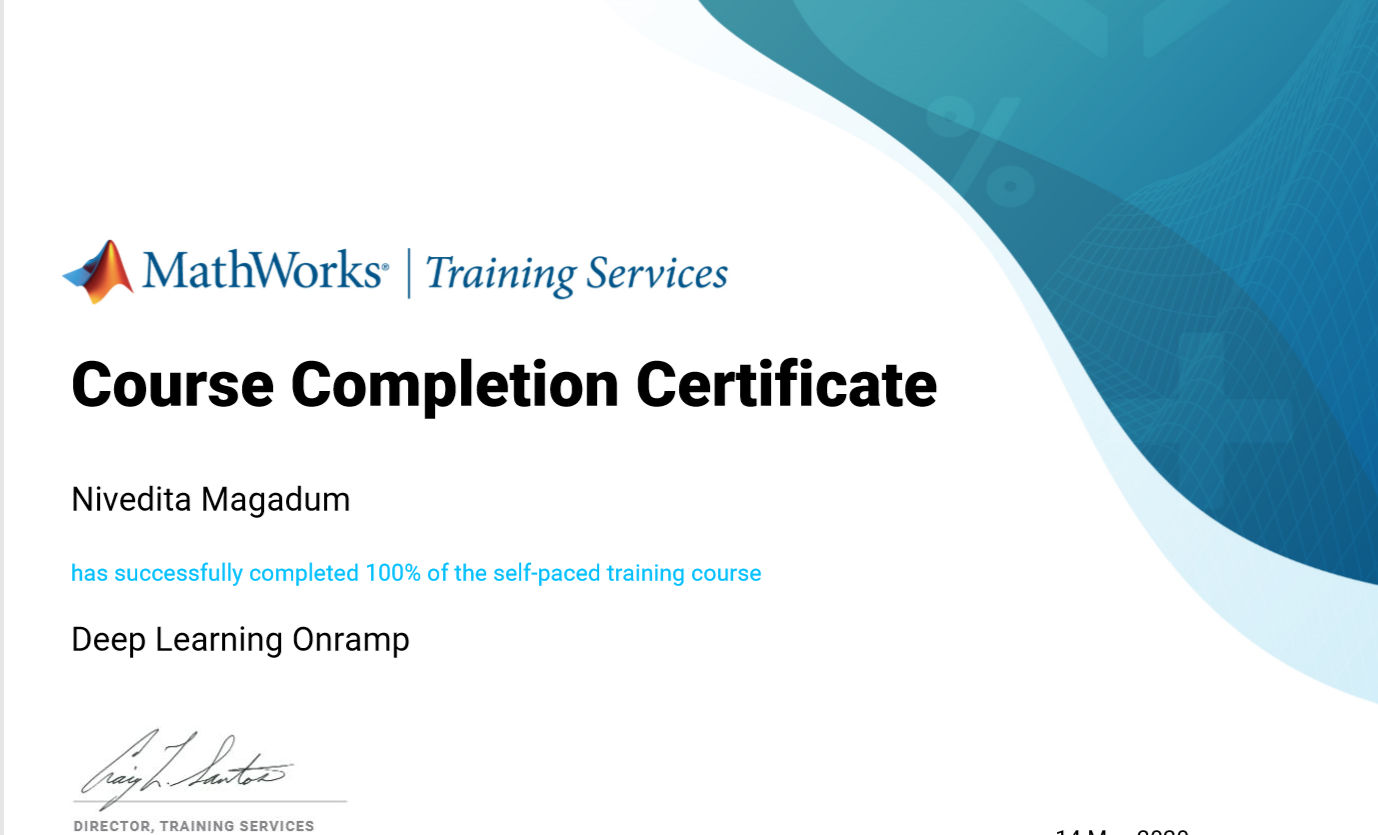 MathWorks® | Training Services
Course Completion Certificate
Nivedita Magadum
has successfully completed 100% of the self-paced training course
Deep Learning Onramp
Craig L. Santos
DIRECTOR, TRAINING SERVICES
14